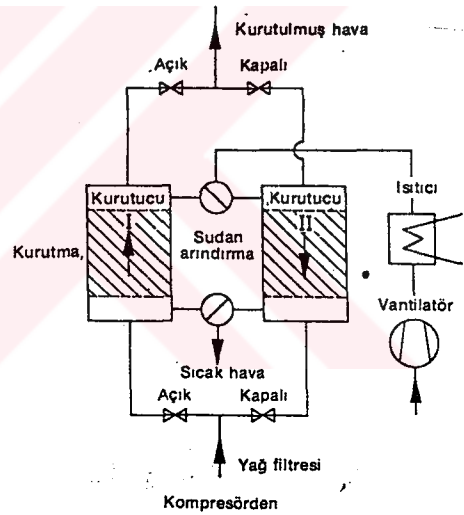 Kurutulmuş hava
Açık
Kapalı
Kurutucu
I
Kurutucu
II
Isıtıcı
Kurutma,
Sudan
arındırma
Vantilatör
Sıcak hava
Açık
Kapalı
Yağ filtresi
Kompresörden